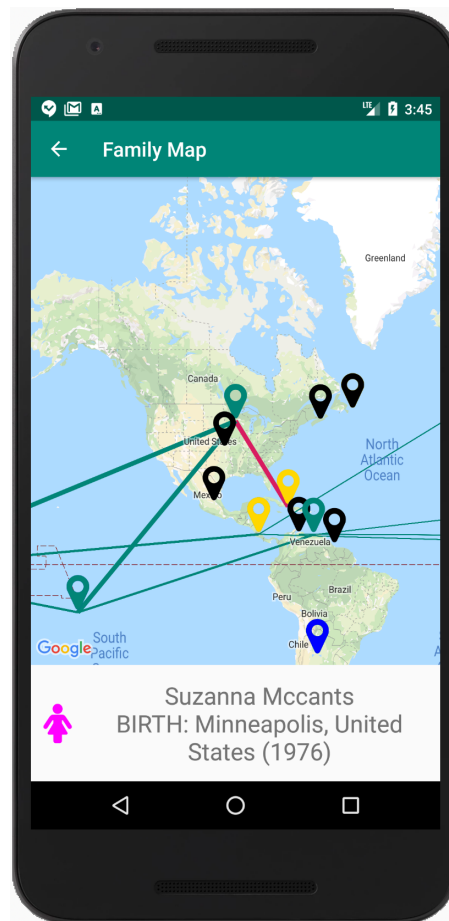 LTE 3:45
Family Map
Greenland
Canada
United States
North
Atlantic
Ocean
Venezuela
Brazil
Peru
Bolivia
Chile
South
Pacific
Google
Suzanna Mccants
BIRTH: Minneapolis, United
States (1976)